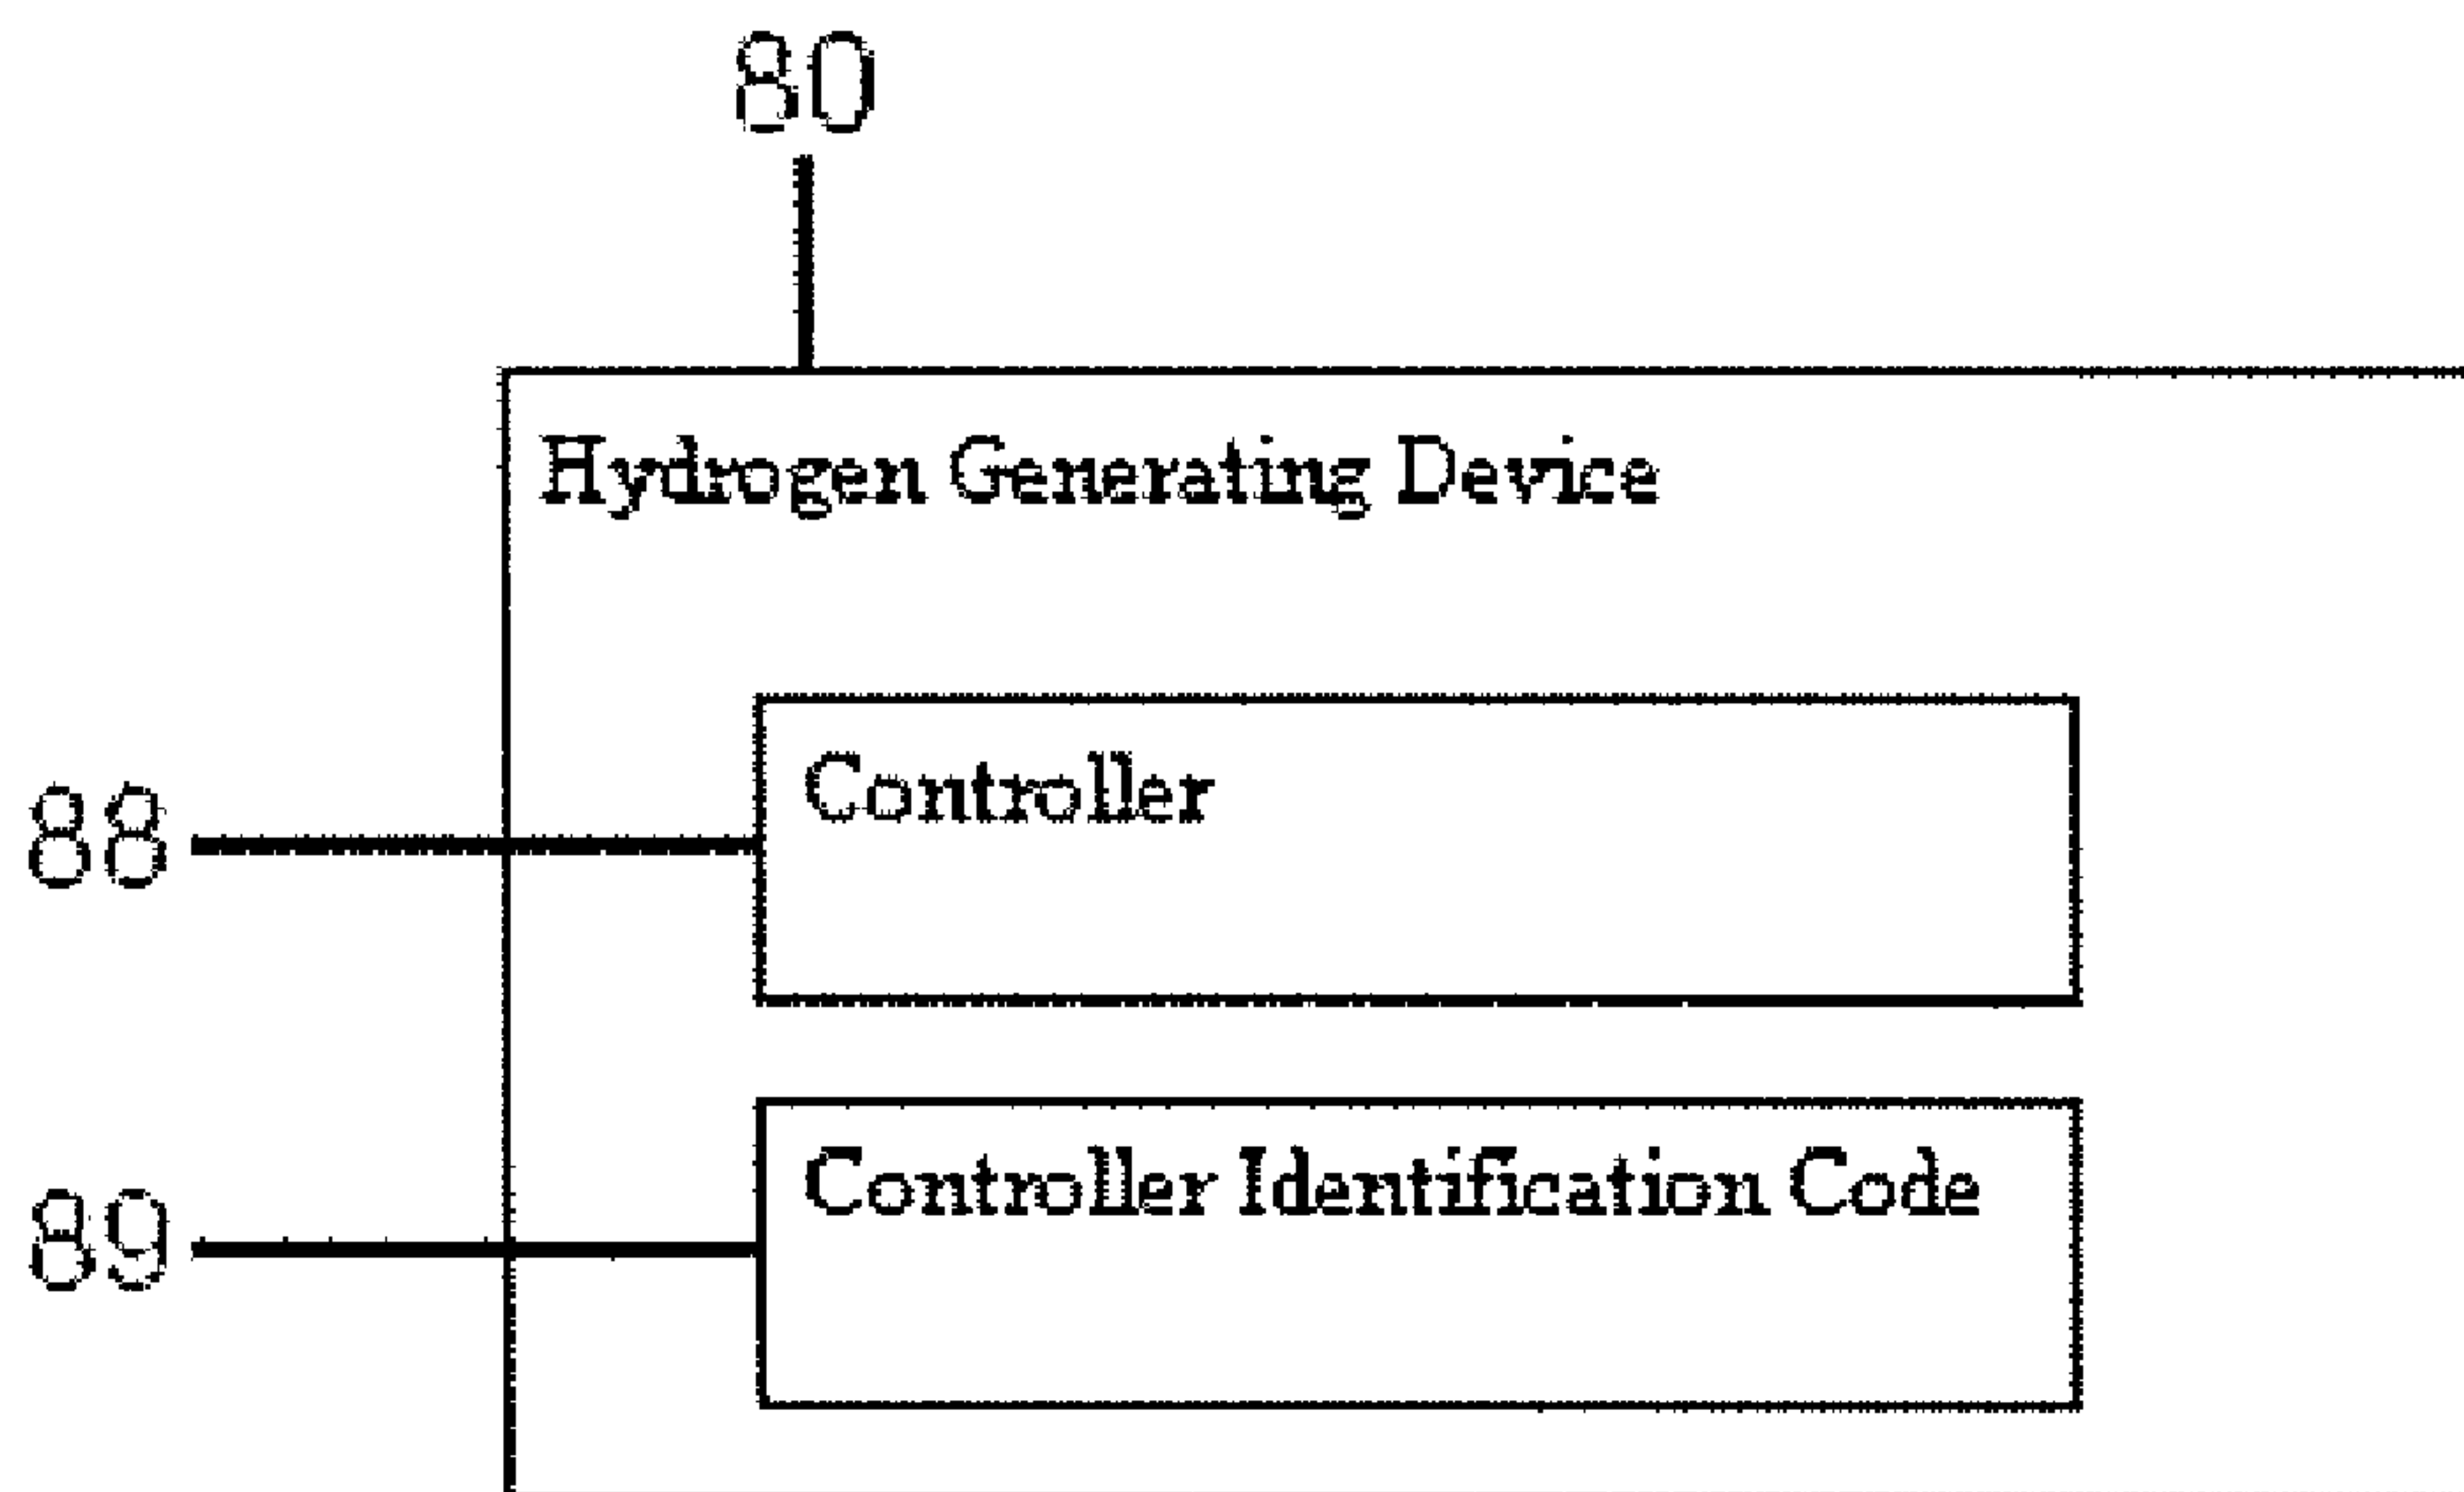 80
Hydrogen Generating Device
88
Controller
89
Controller Identification Code